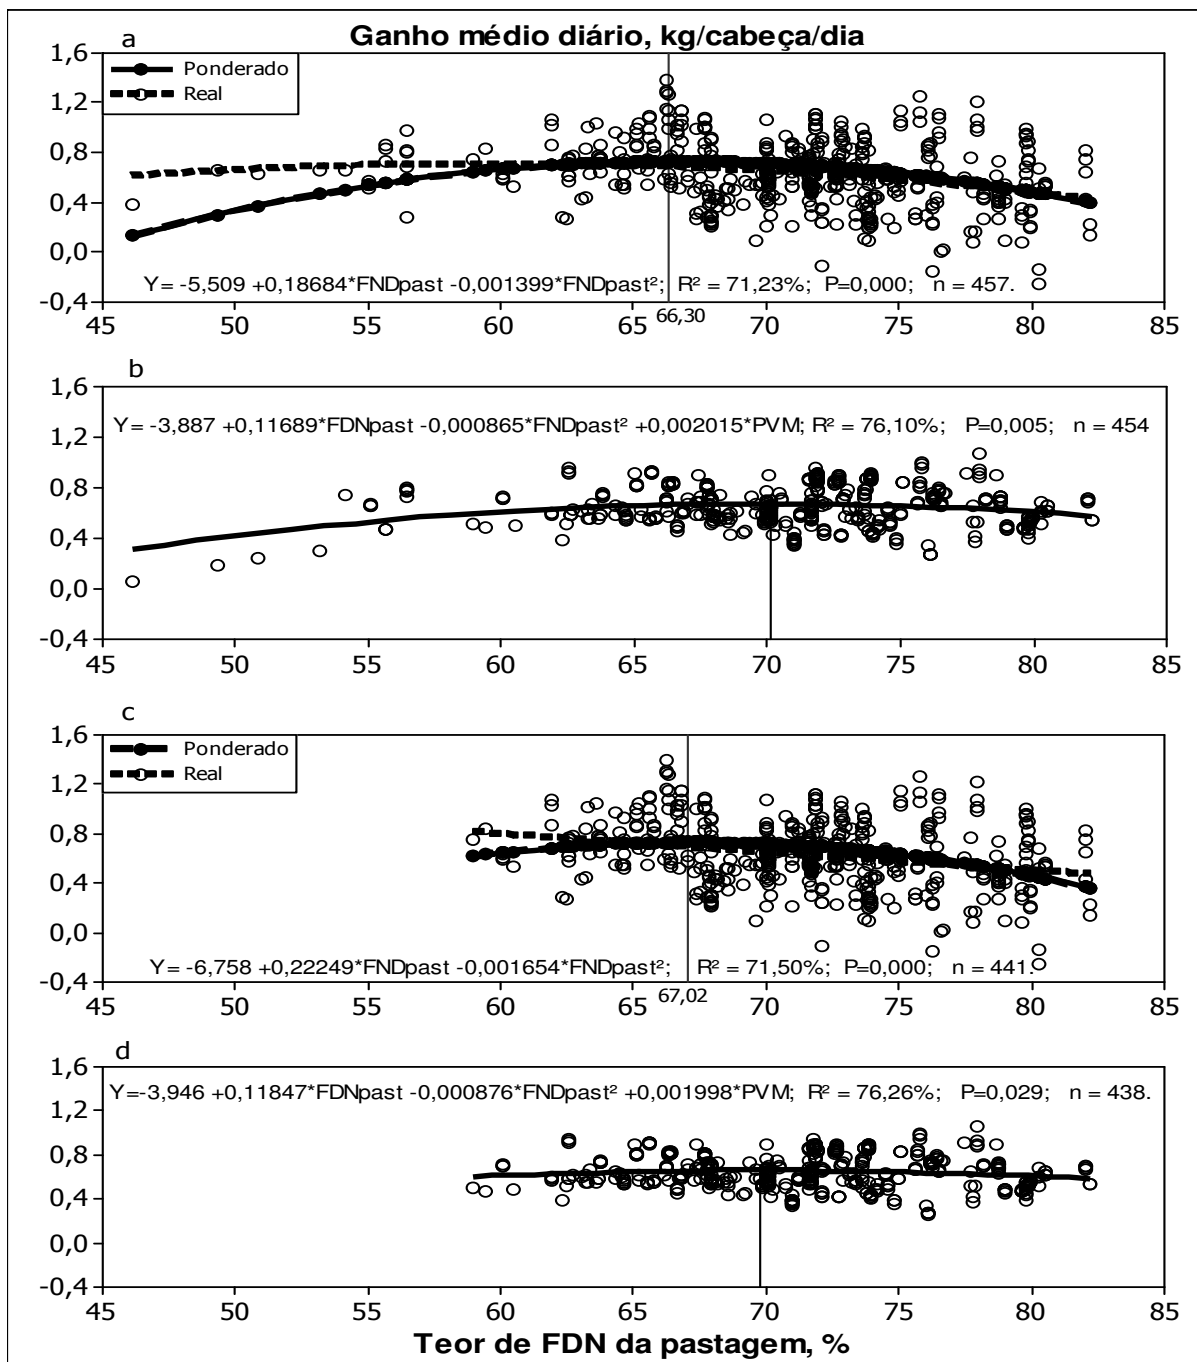 a
Ganho médio diário, kg/cabeça/dia
1,6
1,2
0,8
0,4
0,0
-0,4
Ponderado
Real
Y= -5,509 +0,18684*FNDpast -0,001399*FNDpast²; R² = 71,23%; P=0,000; n = 457.
45 50 55 60 65 70 75 80 85
66,30
b
1,6
1,2
0,8
0,4
0,0
-0,4
Y= -3,887 +0,11689*FDNpast -0,000865*FNDpast² +0,002015*PVM; R² = 76,10%; P=0,005; n = 454
45 50 55 60 65 70 75 80 85
c
1,6
1,2
0,8
0,4
0,0
-0,4
Ponderado
Real
Y= -6,758 +0,22249*FNDpast -0,001654*FNDpast²; R² = 71,50%; P=0,000; n = 441.
45 50 55 60 65 70 75 80 85
67,02
d
1,6
1,2
0,8
0,4
0,0
-0,4
Y=-3,946 +0,11847*FDNpast -0,000876*FNDpast² +0,001998*PVM; R² = 76,26%; P=0,029; n = 438.
45 50 55 60 65 70 75 80 85
Teor de FDN da pastagem, %